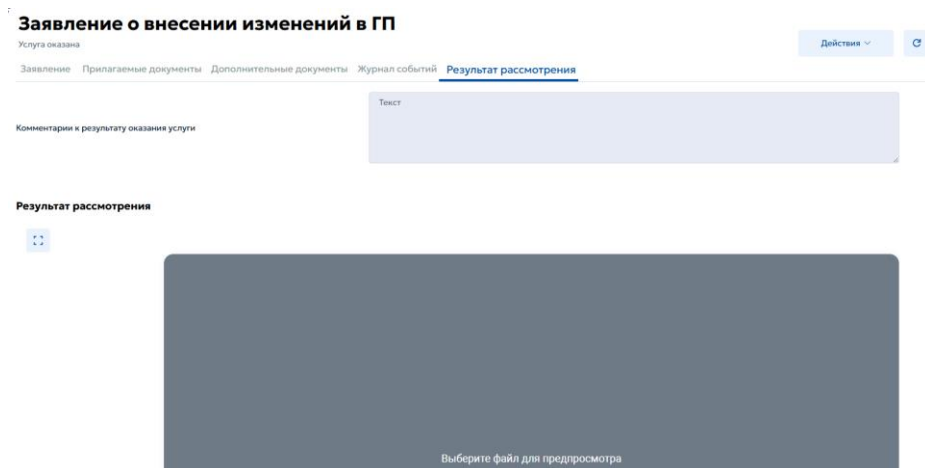 Заявление о внесении изменений в ГП
Услуга оказана
Действия
Заявление Прилагаемые документы Дополнительные документы Журнал событий Результат рассмотрения
Текст
Комментарии к результату оказания услуги
Результат рассмотрения
Выберите файл для предпросмотра